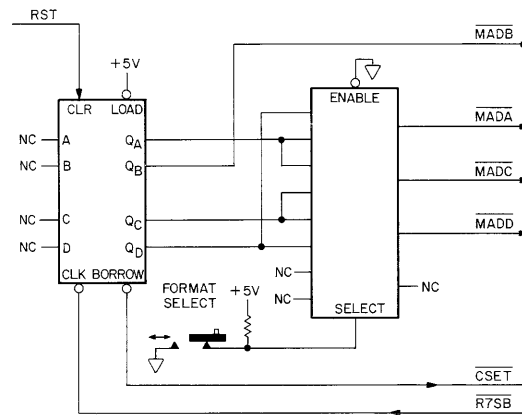 RST
MADB
+5V
ENABLE
CLR LOAD
MADA
NC A QA
NC B QB
MADC
NC C QC
NC D QD
MADD
CLK BORROW
NC
FORMAT
SELECT
+5V
NC
NC
SELECT
CSET
R7SB